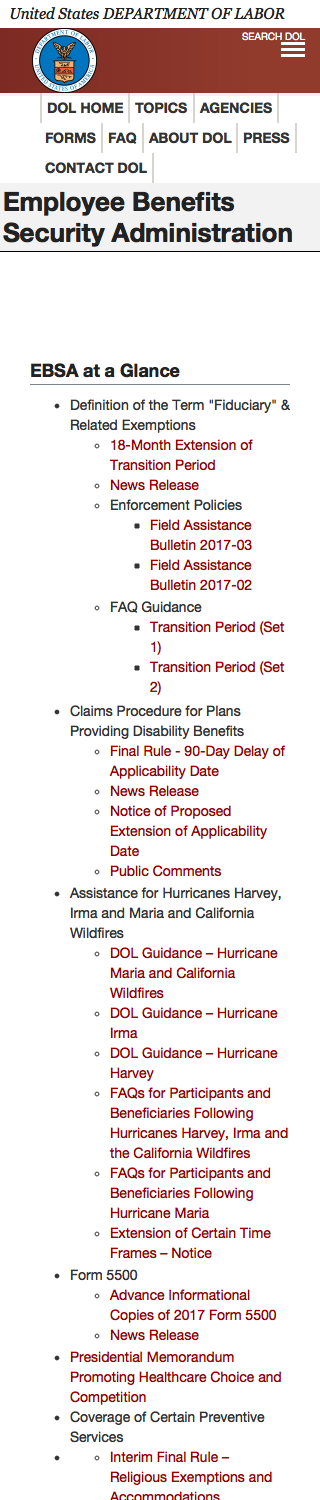 United States DEPARTMENT OF LABOR
SEARCH DOL
DOL HOME TOPICS AGENCIES
FORMS FAQ ABOUT DOL PRESS
CONTACT DOL
Employee Benefits
Security Administration
EBSA at a Glance
Definition of the Term "Fiduciary" &
Related Exemptions
18-Month Extension of
Transition Period
News Release
Enforcement Policies
Field Assistance
Bulletin 2017-03
Field Assistance
Bulletin 2017-02
FAQ Guidance
Transition Period (Set
1)
Transition Period (Set
2)
Claims Procedure for Plans
Providing Disability Benefits
Final Rule - 90-Day Delay of
Applicability Date
News Release
Notice of Proposed
Extension of Applicability
Date
Public Comments
Assistance for Hurricanes Harvey,
Irma and Maria and California
Wildfires
DOL Guidance – Hurricane
Maria and California
Wildfires
DOL Guidance – Hurricane
Irma
DOL Guidance – Hurricane
Harvey
FAQs for Participants and
Beneficiaries Following
Hurricanes Harvey, Irma and
the California Wildfires
FAQs for Participants and
Beneficiaries Following
Hurricane Maria
Extension of Certain Time
Frames – Notice
Form 5500
Advance Informational
Copies of 2017 Form 5500
News Release
Presidential Memorandum
Promoting Healthcare Choice and
Competition
Coverage of Certain Preventive
Services
Interim Final Rule –
Religious Exemptions and
Accommodations